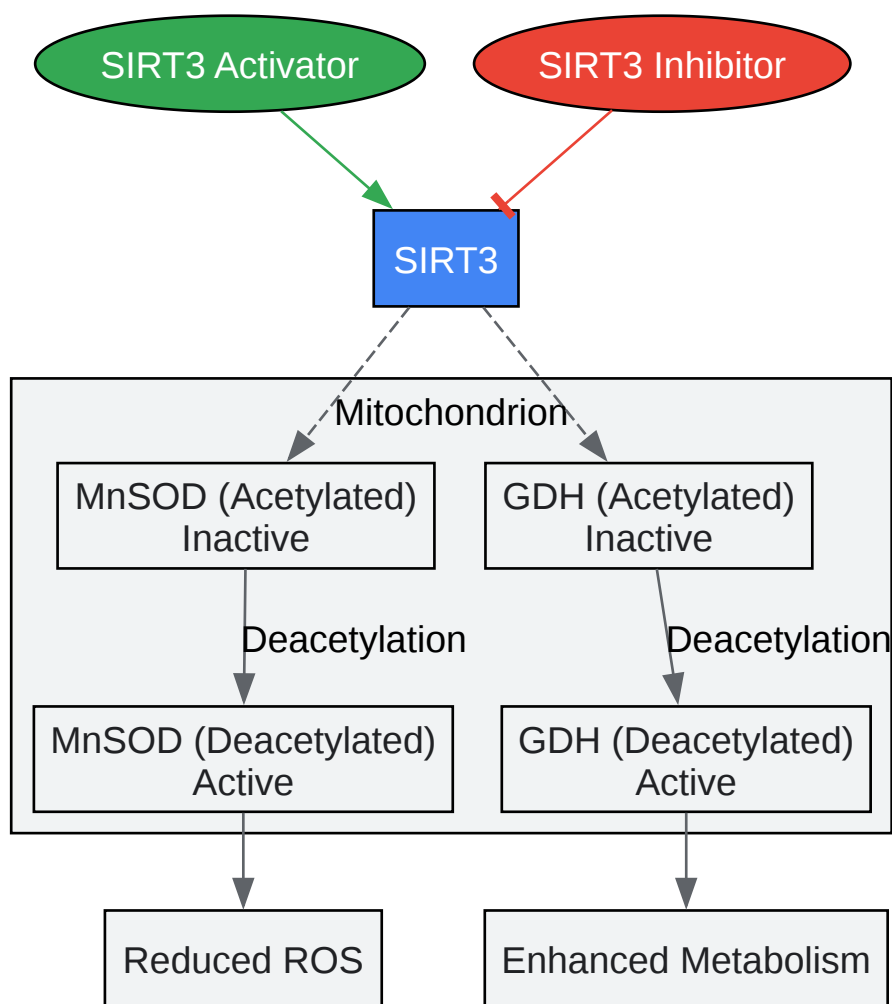 SIRT3 Activator
SIRT3 Inhibitor
SIRT3
Mitochondrion
MnSOD (Acetylated)
Inactive
GDH (Acetylated)
Inactive
Deacetylation
Deacetylation
MnSOD (Deacetylated)
Active
GDH (Deacetylated)
Active
Reduced ROS
Enhanced Metabolism